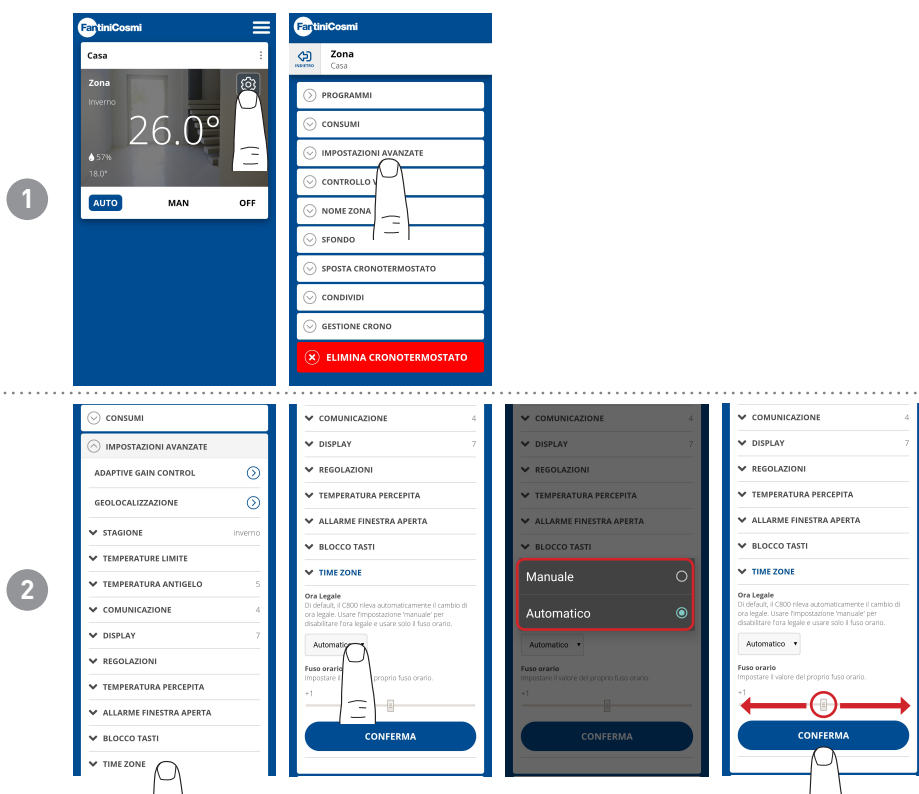 FantiniCosmi
Casa
Zona
Inverno
26.0°
57%
18.0°
AUTO MAN OFF
FantiniCosmi
INDIETRO
Zona
Casa
PROGRAMMI
CONSUMI
IMPOSTAZIONI AVANZATE
CONTROLLO V
NOME ZONA
SFONDO
SPOSTA CRONOTERMOSTATO
CONDIVIDI
GESTIONE CRONO
ELIMINA CRONOTERMOSTATO
1
2
CONSUMI
IMPOSTAZIONI AVANZATE
ADAPTIVE GAIN CONTROL
GEOLOCALIZZAZIONE
STAGIONE inverno
TEMPERATURE LIMITE
TEMPERATURA ANTIGELO 5
COMUNICAZIONE 4
DISPLAY 7
REGOLAZIONI
TEMPERATURA PERCEPITA
ALLARME FINESTRA APERTA
BLOCCO TASTI
TIME ZONE
COMUNICAZIONE 4
DISPLAY 7
REGOLAZIONI
TEMPERATURA PERCEPITA
ALLARME FINESTRA APERTA
BLOCCO TASTI
TIME ZONE
Ora Legale
Di default, il C800 rileva automaticamente il cambio di
ora legale. Usare l'impostazione 'manuale' per
disabilitare l'ora legale e usare solo il fuso orario.
Automatico
Fuso orario
Impostare il proprio fuso orario.
+1
CONFERMA
COMUNICAZIONE 4
DISPLAY 7
REGOLAZIONI
TEMPERATURA PERCEPITA
ALLARME FINESTRA APERTA
BLOCCO TASTI
Manuale
Automatico
Automatico
Fuso orario
Impostare il valore del proprio fuso orario.
+1
CONFERMA
COMUNICAZIONE 4
DISPLAY 7
REGOLAZIONI
TEMPERATURA PERCEPITA
ALLARME FINESTRA APERTA
BLOCCO TASTI
TIME ZONE
Ora Legale
Di default, il C800 rileva automaticamente il cambio di
ora legale. Usare l'impostazione 'manuale' per
disabilitare l'ora legale e usare solo il fuso orario.
Automatico
Fuso orario
Impostare il valore del proprio fuso orario.
+1
CONFERMA